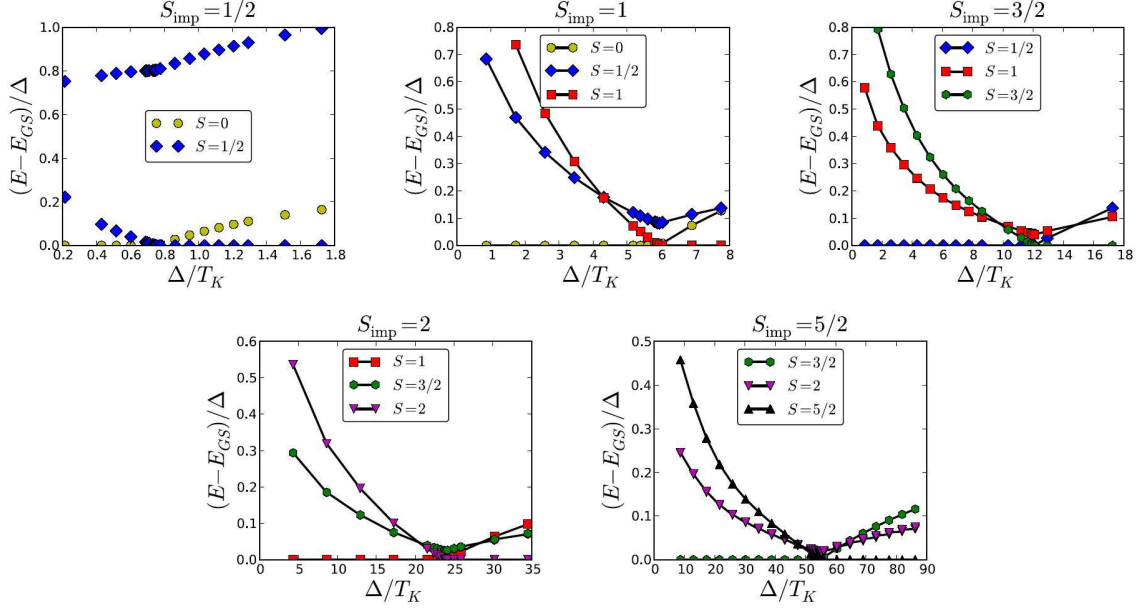 S_imp = 1/2
(E−E_GS)/Δ
1.0
0.8
0.6
0.4
0.2
0.0
S=0
S=1/2
0.2 0.4 0.6 0.8 1.0 1.2 1.4 1.6 1.8
Δ/T_K
S_imp = 1
(E−E_GS)/Δ
0.8
0.7
0.6
0.5
0.4
0.3
0.2
0.1
0.0
S=0
S=1/2
S=1
0 1 2 3 4 5 6 7 8
Δ/T_K
S_imp = 3/2
(E−E_GS)/Δ
0.8
0.7
0.6
0.5
0.4
0.3
0.2
0.1
0.0
S=1/2
S=1
S=3/2
0 2 4 6 8 10 12 14 16 18
Δ/T_K
S_imp = 2
(E−E_GS)/Δ
0.6
0.5
0.4
0.3
0.2
0.1
0.0
S=1
S=3/2
S=2
0 5 10 15 20 25 30 35
Δ/T_K
S_imp = 5/2
(E−E_GS)/Δ
0.5
0.4
0.3
0.2
0.1
0.0
S=3/2
S=2
S=5/2
0 10 20 30 40 50 60 70 80 90
Δ/T_K